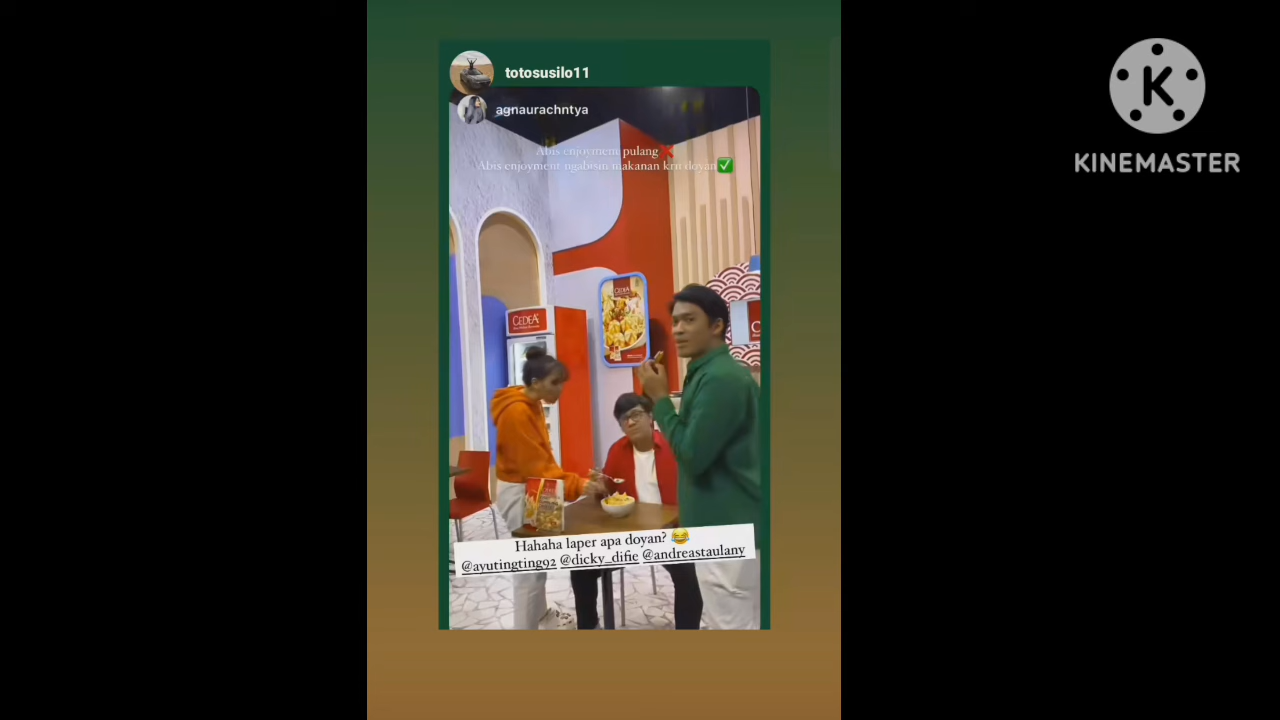 totosusilo11
agnaurachntya
Abis enjoyment pulang❌
Abis enjoyment ngabisin makanan krn doyan✅
CEDEA
CEDEA
Hahaha laper apa doyan? 😂
@ayutingting92 @dicky_difie @andreastaulany
KINEMASTER